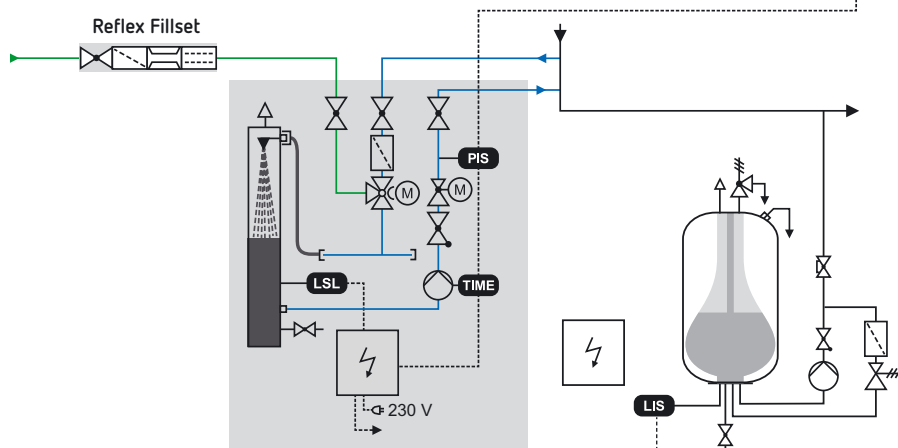 Reflex Fillset
PIS
M
M
LSL
TIME
230 V
LIS